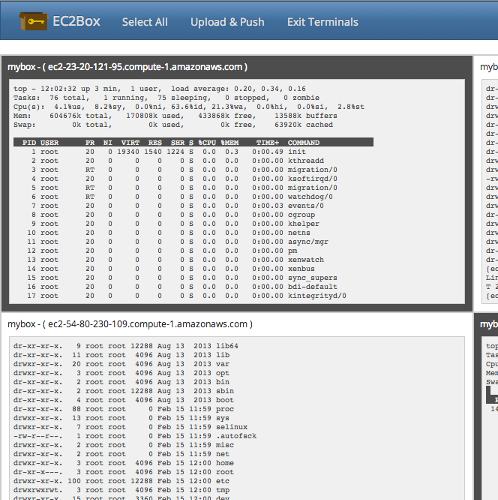 EC2Box Select All Upload & Push Exit Terminals
mybox - ( ec2-23-20-121-95.compute-1.amazonaws.com )
top - 12:02:32 up 3 min, 1 user, load average: 0.20, 0.34, 0.16
Tasks: 76 total, 1 running, 75 sleeping, 0 stopped, 0 zombie
Cpu(s): 4.1%us, 8.2%sy, 0.0%ni, 63.6%id, 21.3%wa, 0.0%hi, 0.0%si, 2.8%st
Mem: 604676k total, 170808k used, 433868k free, 13588k buffers
Swap: 0k total, 0k used, 0k free, 63920k cached
PID USER PR NI VIRT RES SHR S %CPU %MEM TIME+ COMMAND
1 root 20 0 19340 1540 1224 S 0.0 0.3 0:00.49 init
2 root 20 0 0 0 0 S 0.0 0.0 0:00.00 kthreadd
3 root RT 0 0 0 0 S 0.0 0.0 0:00.00 migration/0
4 root 20 0 0 0 0 S 0.0 0.0 0:00.00 ksoftirqd/0
5 root RT 0 0 0 0 S 0.0 0.0 0:00.00 migration/0
6 root RT 0 0 0 0 S 0.0 0.0 0:00.00 watchdog/0
7 root 20 0 0 0 0 S 0.0 0.0 0:00.03 events/0
8 root 20 0 0 0 0 S 0.0 0.0 0:00.00 cgroup
9 root 20 0 0 0 0 S 0.0 0.0 0:00.00 khelper
10 root 20 0 0 0 0 S 0.0 0.0 0:00.00 netns
11 root 20 0 0 0 0 S 0.0 0.0 0:00.00 async/mgr
12 root 20 0 0 0 0 S 0.0 0.0 0:00.00 pm
13 root 20 0 0 0 0 S 0.0 0.0 0:00.00 xenwatch
14 root 20 0 0 0 0 S 0.0 0.0 0:00.00 xenbus
15 root 20 0 0 0 0 S 0.0 0.0 0:00.00 sync_supers
16 root 20 0 0 0 0 S 0.0 0.0 0:00.00 bdi-default
17 root 20 0 0 0 0 S 0.0 0.0 0:00.00 kintegrityd/0
mybox - ( ec2-54-80-230-109.compute-1.amazonaws.com )
dr-xr-xr-x. 9 root root 12288 Aug 13 2013 lib64
dr-xr-xr-x. 11 root root 4096 Aug 13 2013 lib
drwxr-xr-x. 20 root root 4096 Aug 13 2013 var
drwxr-xr-x. 3 root root 4096 Aug 13 2013 opt
dr-xr-xr-x. 2 root root 4096 Aug 13 2013 bin
dr-xr-xr-x. 2 root root 12288 Aug 13 2013 sbin
dr-xr-xr-x. 4 root root 4096 Aug 13 2013 boot
dr-xr-xr-x. 88 root root 0 Feb 15 11:59 proc
drwxr-xr-x. 13 root root 0 Feb 15 11:59 sys
drwxr-xr-x. 7 root root 0 Feb 15 11:59 selinux
-rw-r--r--. 1 root root 0 Feb 15 11:59 .autofsck
drwxr-xr-x. 2 root root 0 Feb 15 11:59 misc
drwxr-xr-x. 2 root root 0 Feb 15 11:59 net
drwxr-xr-x. 3 root root 4096 Feb 15 12:00 home
dr-xr-x---. 3 root root 4096 Feb 15 12:00 root
drwxr-xr-x. 100 root root 12288 Feb 15 12:00 etc
drwxrwxrwt. 3 root root 4096 Feb 15 12:00 tmp
drwxr-xr-x. 15 root root 3360 Feb 15 12:00 dev